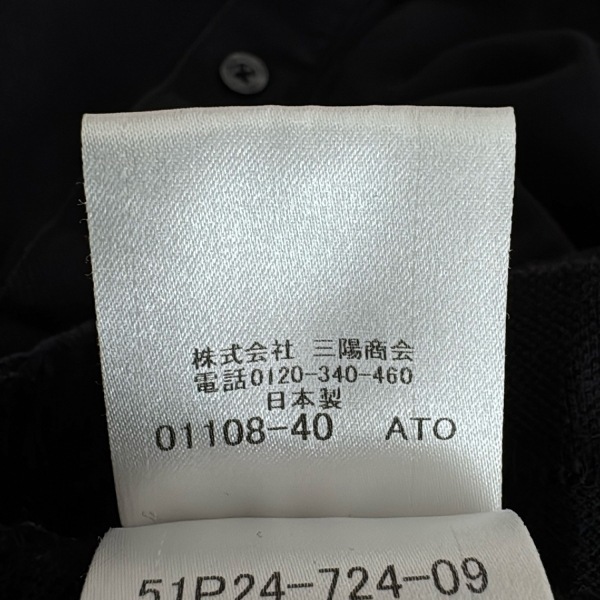 株式会社 三陽商会
電話0120-340-460
日本製
01108-40 ATO
51P24-724-09